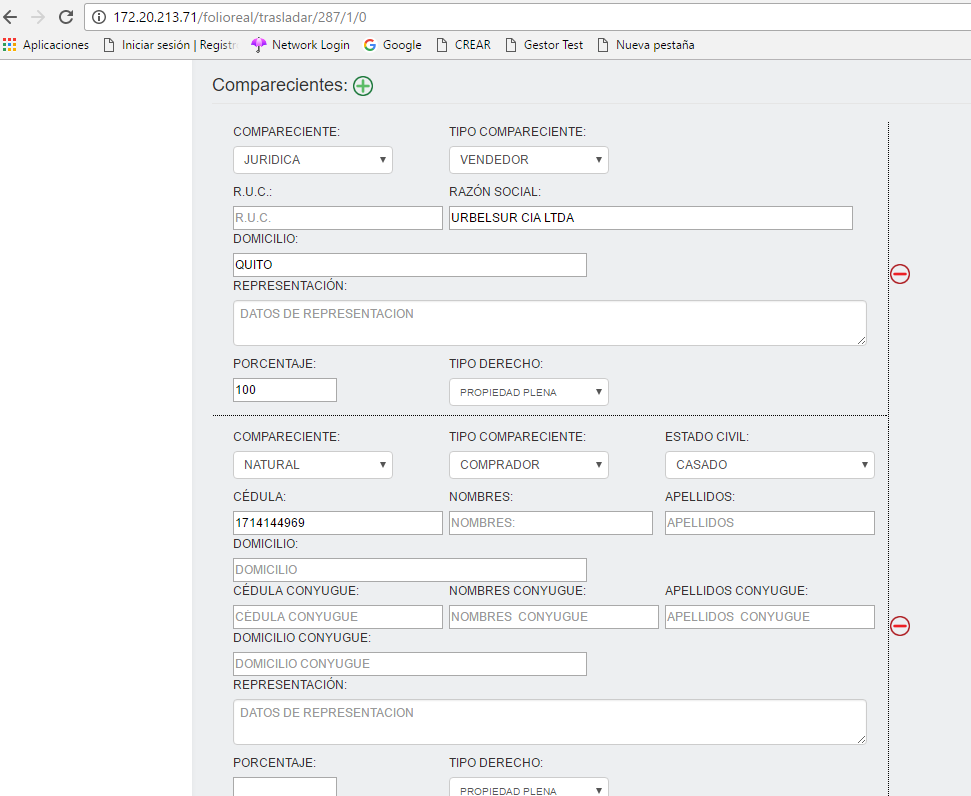 172.20.213.71/folioreal/trasladar/287/1/0
Aplicaciones Iniciar sesión | Registr Network Login Google CREAR Gestor Test Nueva pestaña
Comparecientes:
COMPARECIENTE: TIPO COMPARECIENTE:
JURIDICA VENDEDOR
R.U.C.: RAZÓN SOCIAL:
R.U.C. URBELSUR CIA LTDA
DOMICILIO:
QUITO
REPRESENTACIÓN:
DATOS DE REPRESENTACION
PORCENTAJE: TIPO DERECHO:
100 PROPIEDAD PLENA
COMPARECIENTE: TIPO COMPARECIENTE: ESTADO CIVIL:
NATURAL COMPRADOR CASADO
CÉDULA: NOMBRES: APELLIDOS:
1714144969 NOMBRES: APELLIDOS
DOMICILIO:
DOMICILIO
CÉDULA CONYUGUE: NOMBRES CONYUGUE: APELLIDOS CONYUGUE:
CÉDULA CONYUGUE NOMBRES CONYUGUE APELLIDOS CONYUGUE
DOMICILIO CONYUGUE:
DOMICILIO CONYUGUE
REPRESENTACIÓN:
DATOS DE REPRESENTACION
PORCENTAJE: TIPO DERECHO:
PROPIEDAD PLENA